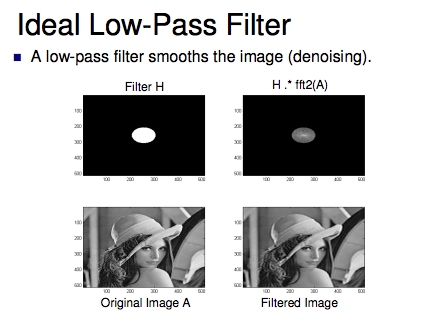 Ideal Low-Pass Filter
A low-pass filter smooths the image (denoising).
Filter H
H .* fft2(A)
100
200
300
400
500
100 200 300 400 500
100
200
300
400
500
100 200 300 400 500
100
200
300
400
500
100 200 300 400 500
100
200
300
400
500
100 200 300 400 500
Original Image A
Filtered Image